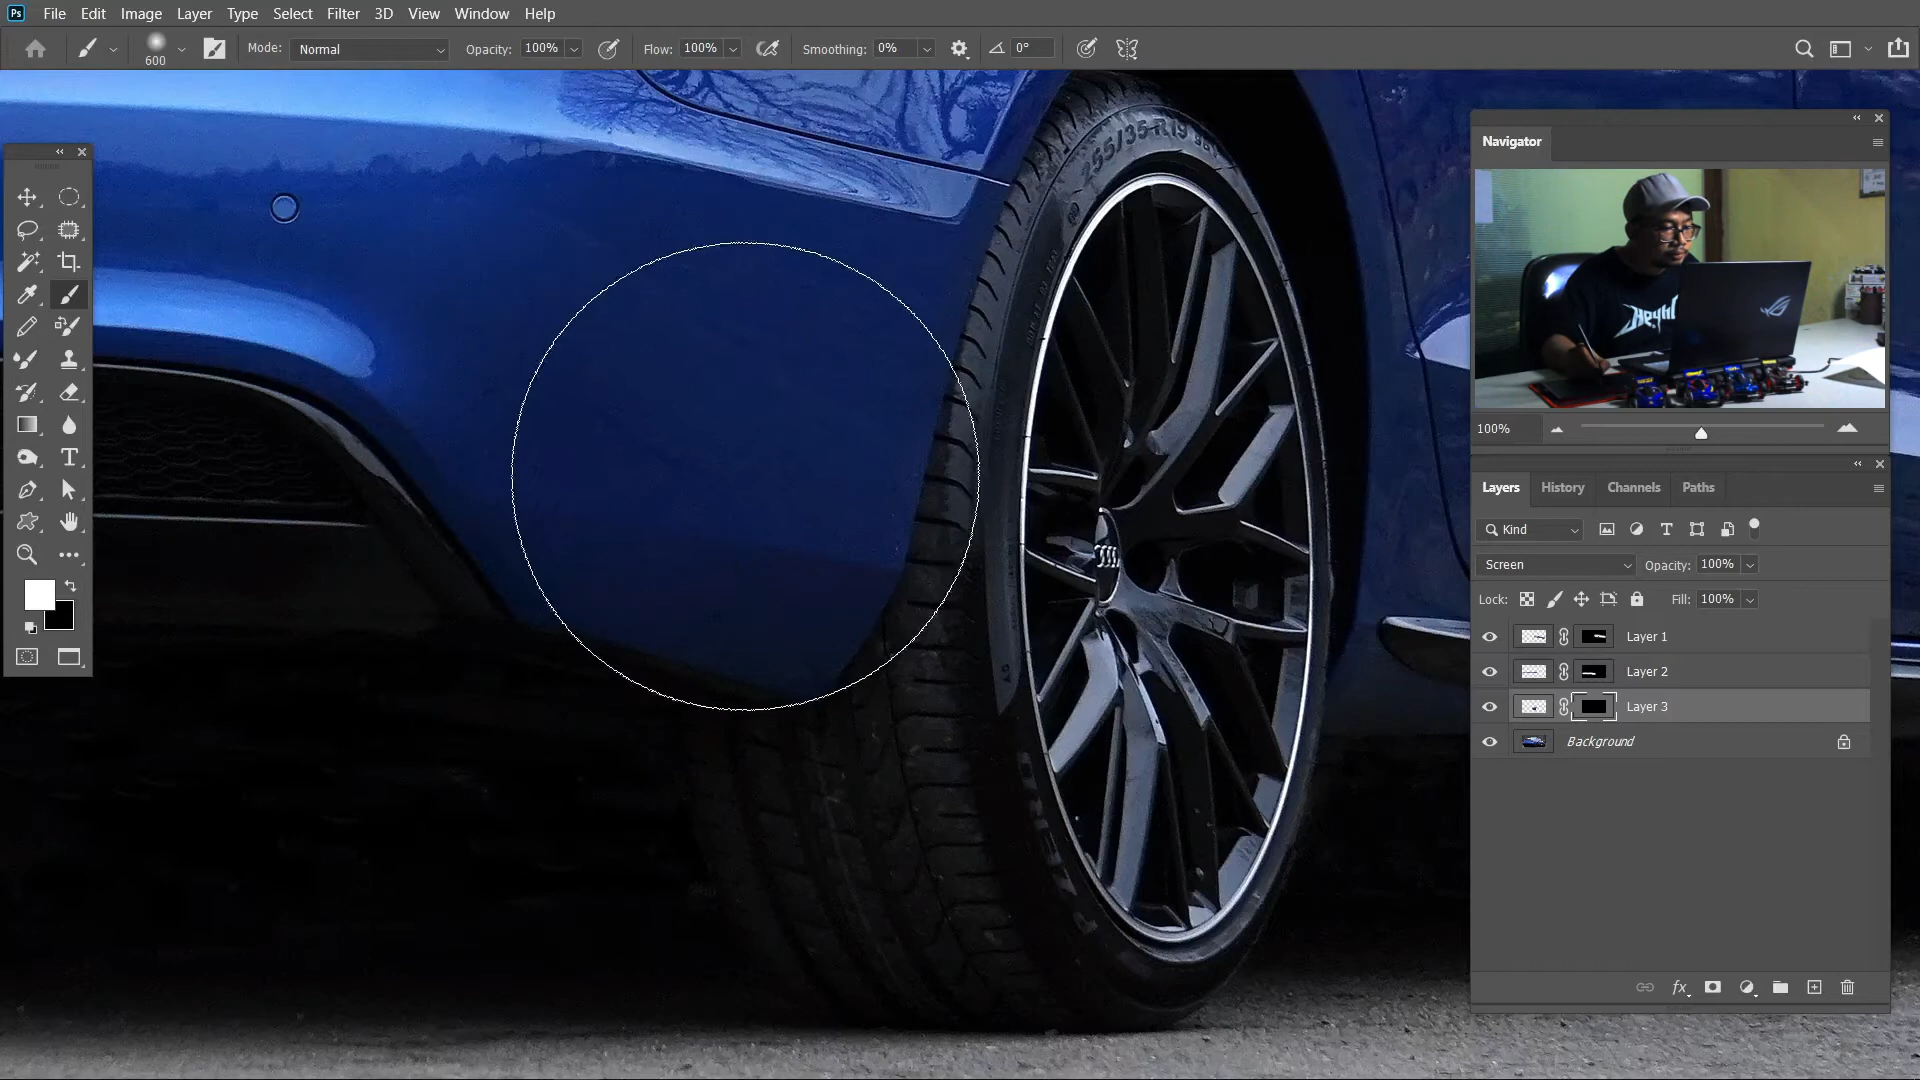 Ps File Edit Image Layer Type Select Filter 3D View Window Help
600 Mode: Normal Opacity: 100% Flow: 100% Smoothing: 0% 0°
255/35 R19
Navigator
100%
Layers History Channels Paths
Kind
Screen Opacity: 100%
Lock: Fill: 100%
Layer 1
Layer 2
Layer 3
Background
fx